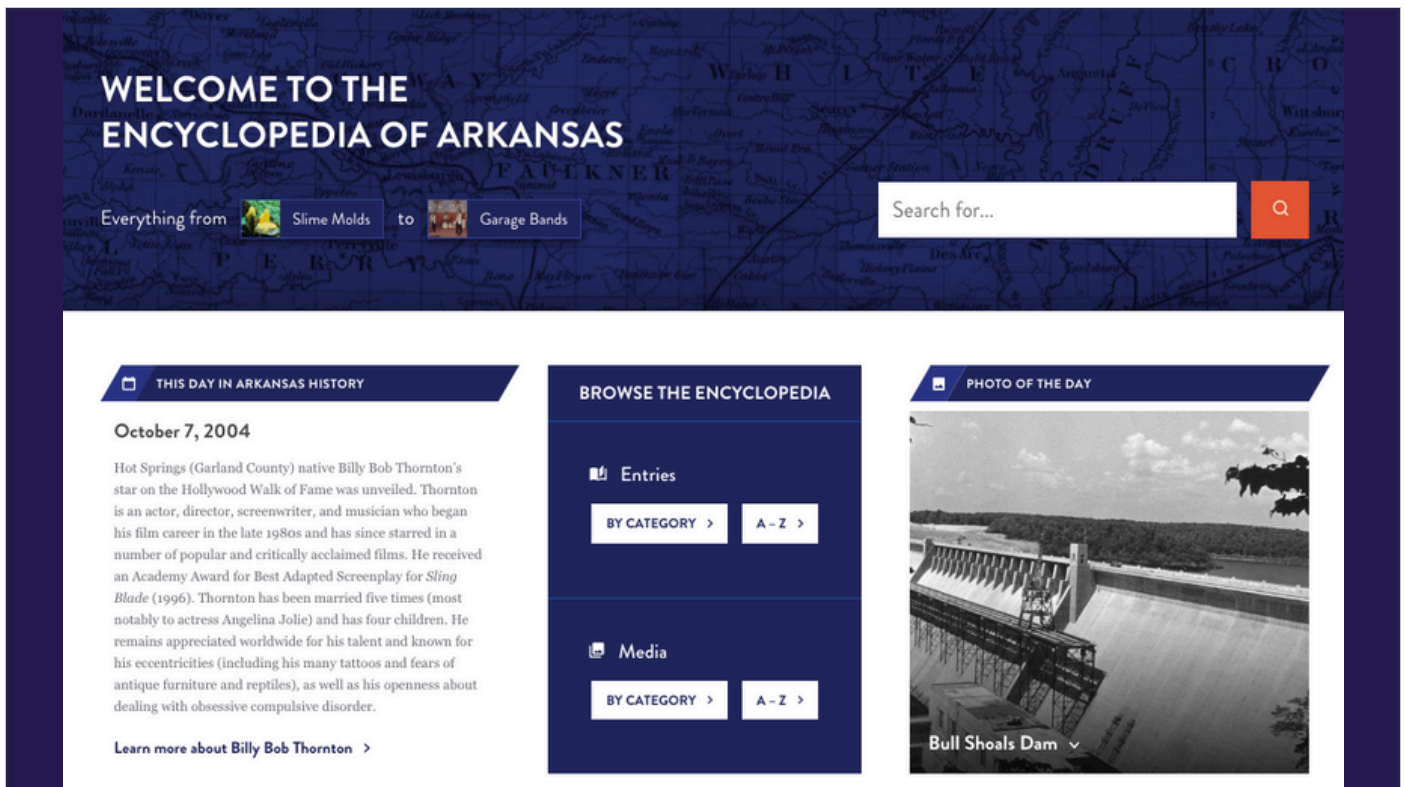 WELCOME TO THE
ENCYCLOPEDIA OF ARKANSAS
Everything from Slime Molds to Garage Bands
Search for...
THIS DAY IN ARKANSAS HISTORY
October 7, 2004
Hot Springs (Garland County) native Billy Bob Thornton's
star on the Hollywood Walk of Fame was unveiled. Thornton
is an actor, director, screenwriter, and musician who began
his film career in the late 1980s and has since starred in a
number of popular and critically acclaimed films. He received
an Academy Award for Best Adapted Screenplay for Sling
Blade (1996). Thornton has been married five times (most
notably to actress Angelina Jolie) and has four children. He
remains appreciated worldwide for his talent and known for
his eccentricities (including his many tattoos and fears of
antique furniture and reptiles), as well as his openness about
dealing with obsessive compulsive disorder.
Learn more about Billy Bob Thornton >
BROWSE THE ENCYCLOPEDIA
Entries
BY CATEGORY >
A – Z >
Media
BY CATEGORY >
A – Z >
PHOTO OF THE DAY
Bull Shoals Dam
FAULKNER
PERRY
WHITE
Des Arc
Augusta